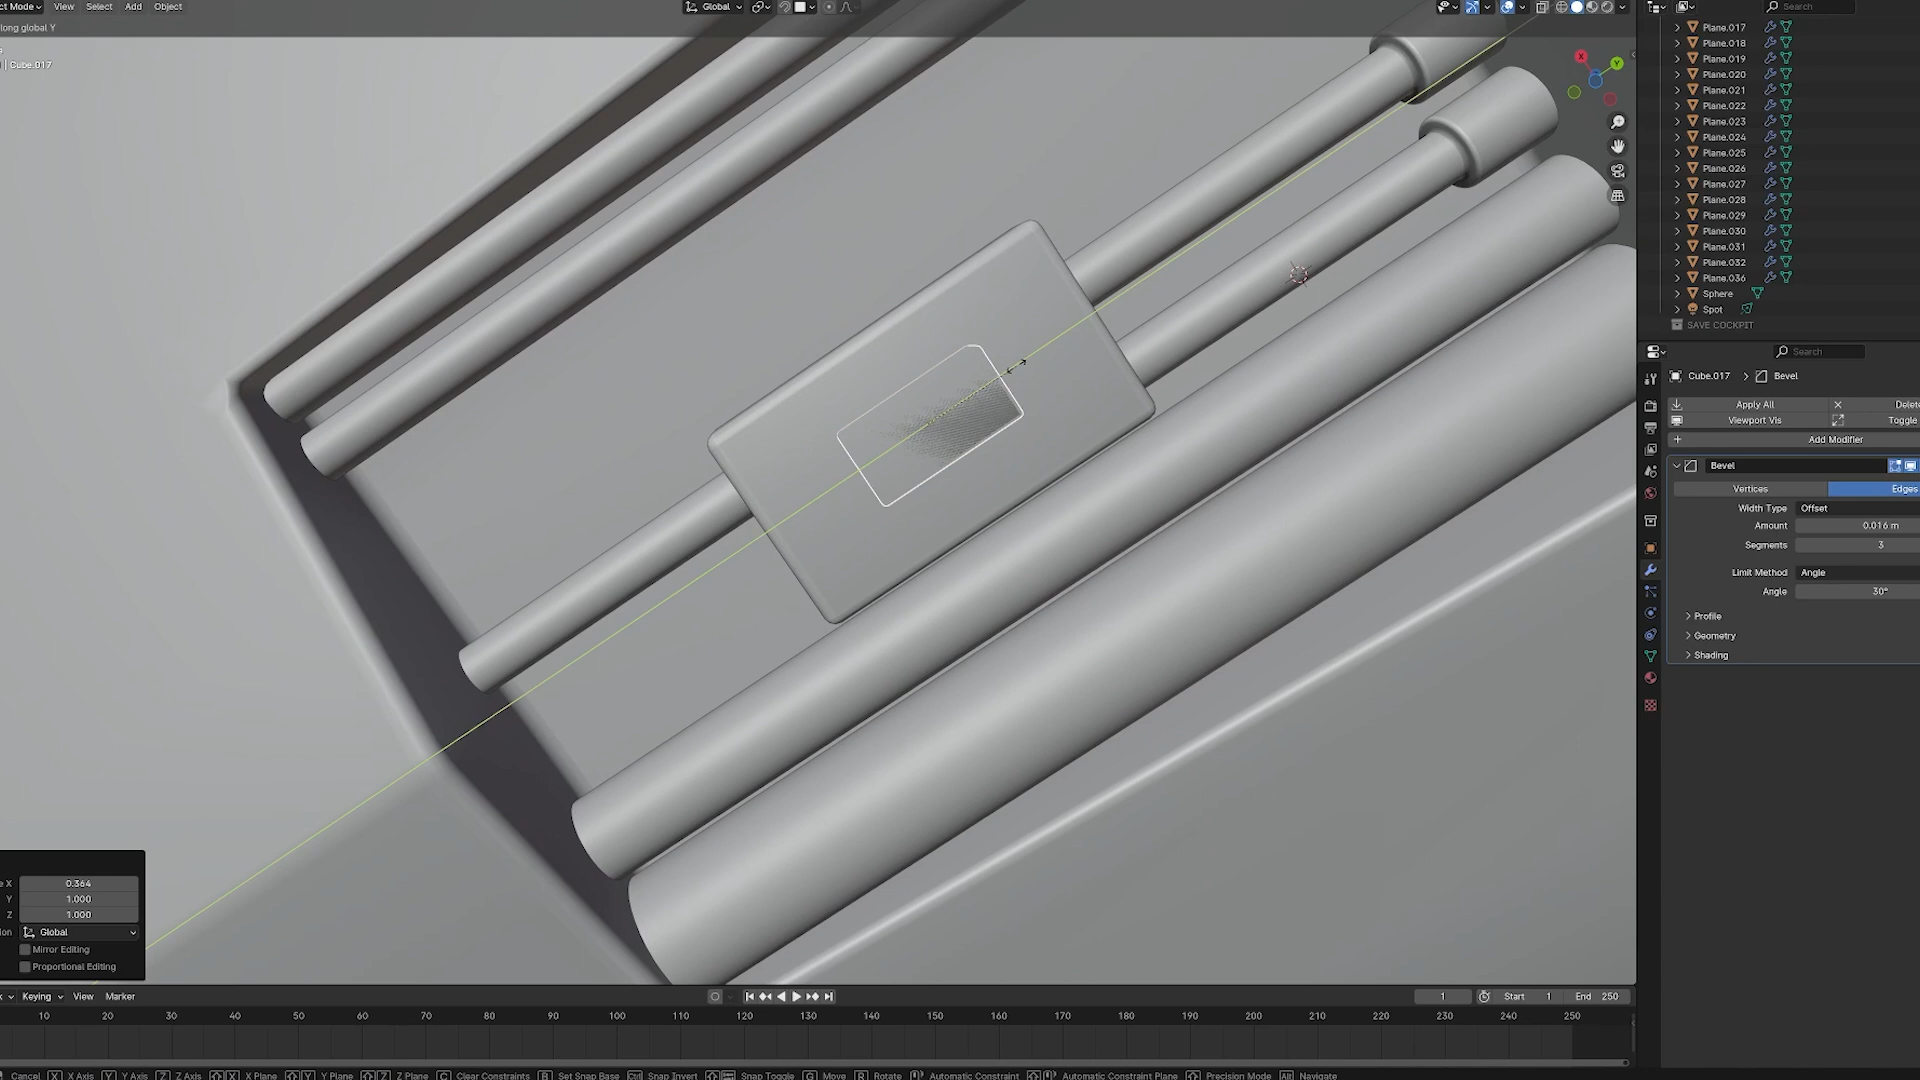 ct Mode View Select Add Object Global Search
long global Y
| Cube.017
Plane.017
Plane.018
Plane.019
Plane.020
Plane.021
Plane.022
Plane.023
Plane.024
Plane.025
Plane.026
Plane.027
Plane.028
Plane.029
Plane.030
Plane.031
Plane.032
Plane.036
Sphere
Spot
SAVE COCKPIT
Search
Cube.017 > Bevel
Apply All Delete
Viewport Vis Toggle
Add Modifier
Bevel
Vertices Edges
Width Type Offset
Amount 0.016 m
Segments 3
Limit Method Angle
Angle 30°
Profile
Geometry
Shading
X Y
e X 0.364
Y 1.000
Z 1.000
ion Global
Mirror Editing
Proportional Editing
Keying View Marker 1 Start 1 End 250
10 20 30 40 50 60 70 80 90 100 110 120 130 140 150 160 170 180 190 200 210 220 230 240 250
Cancel X X Axis Y Y Axis Z Z Axis X X Plane Y Y Plane Z Z Plane C Clear Constraints B Set Snap Base Ctrl Snap Invert Snap Toggle G Move R Rotate Automatic Constraint Automatic Constraint Plane Precision Mode Alt Navigate